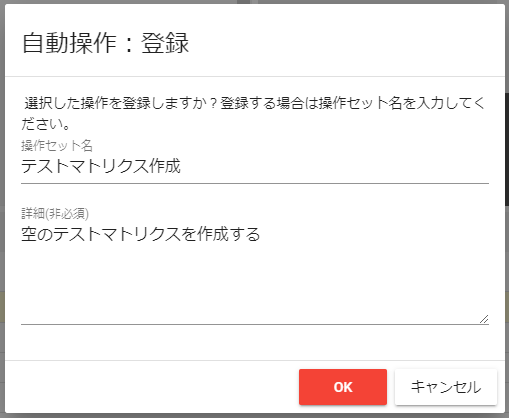 自動操作：登録
選択した操作を登録しますか？登録する場合は操作セット名を入力してく
ださい。
操作セット名
テストマトリクス作成
詳細(非必須)
空のテストマトリクスを作成する
OK
キャンセル